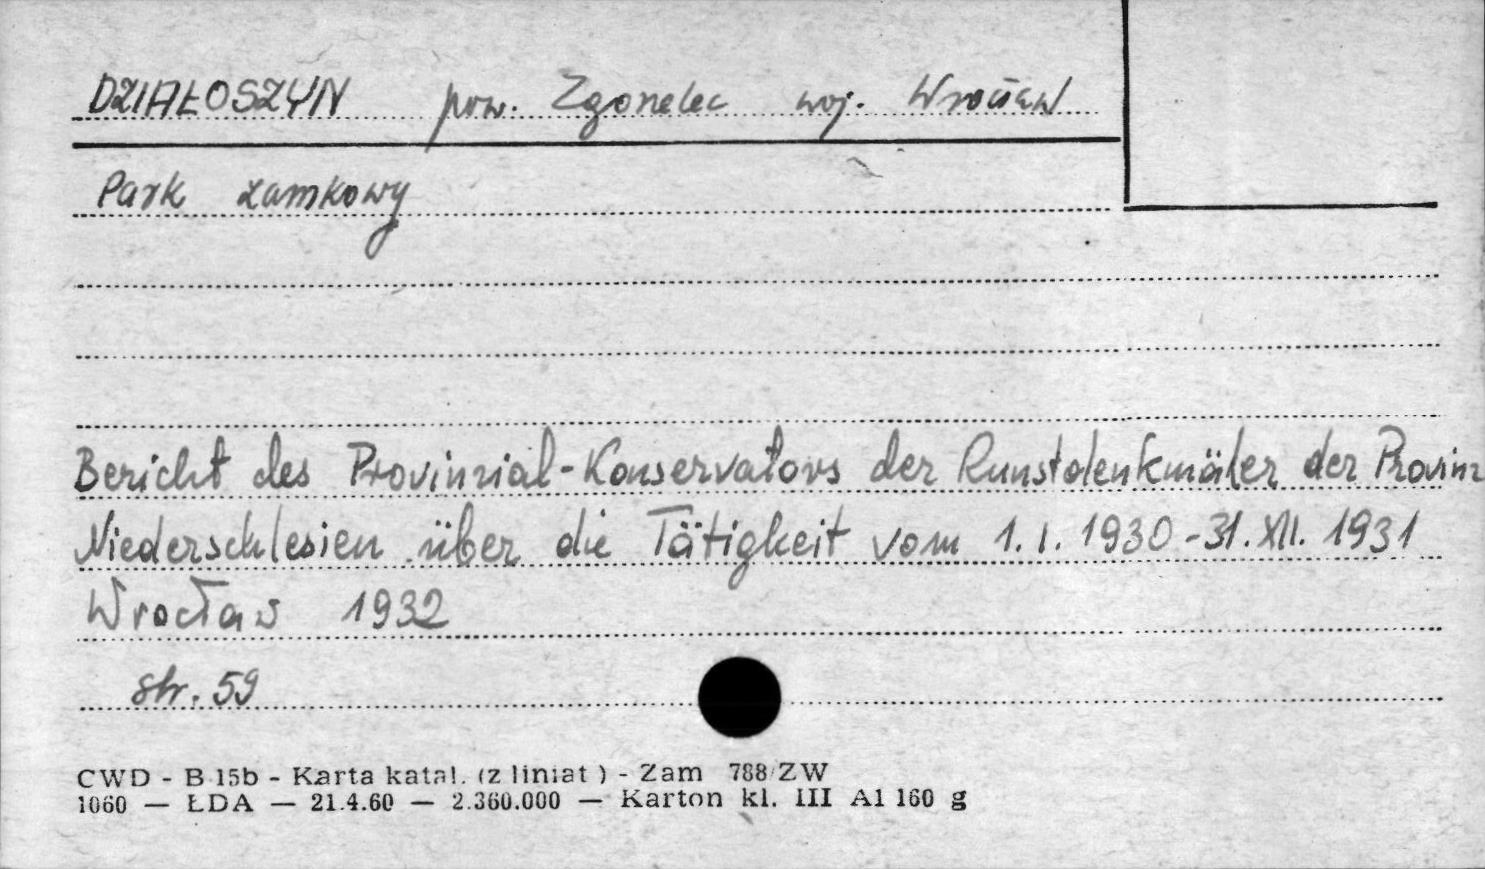 DZIAŁOSZYN pow. Zgorzelec woj. Wrocław
Park zamkowy
Bericht des Provinzial-Konservators der Kunstdenkmäler der Provinz
Niederschlesien über die Tätigkeit vom 1. I. 1930 - 31. XII. 1931
Wrocław 1932
str. 59
CWD - B 15b - Karta katal. (z liniat ) - Zam 788/ZW
1060 — ŁDA — 21.4.60 — 2.360.000 — Karton kl. III A1 160 g